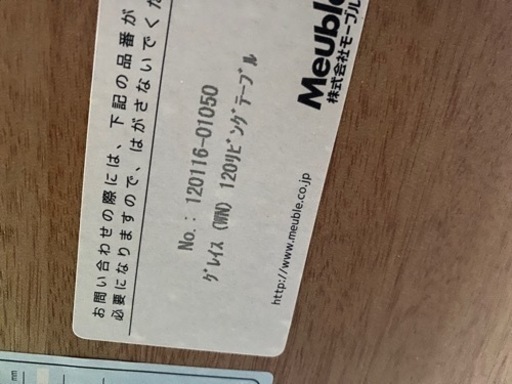 お問い合わせの際には、下記の品番が
必要になりますので、はがさないでくだ
No.: 120116-01050
ｸﾞﾚｲｽ (WN) 120ﾘﾋﾞﾝｸﾞﾃｰﾌﾞﾙ
http://www.meuble.co.jp
Meuble
株式会社モーブル
mm